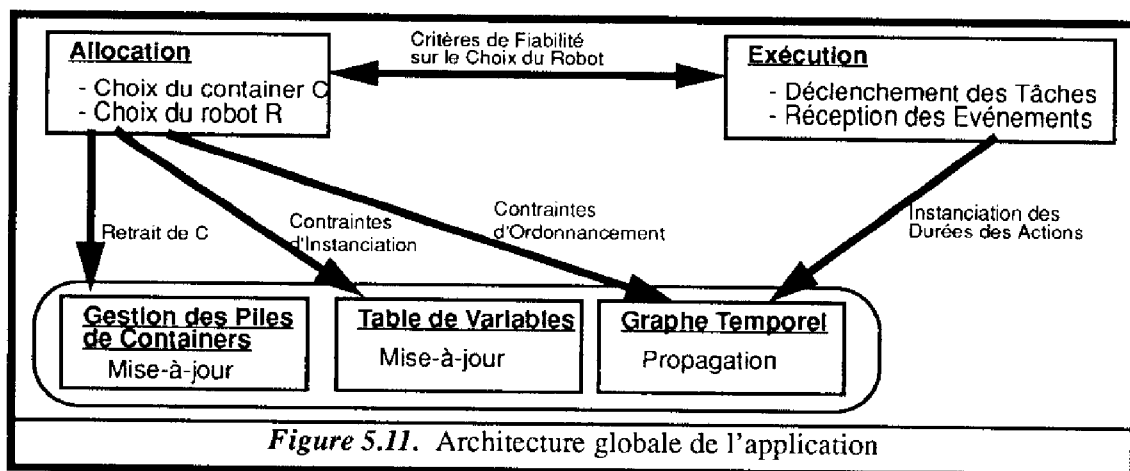 Allocation
- Choix du container C
- Choix du robot R
Critères de Fiabilité
sur le Choix du Robot
Exécution
- Déclenchement des Tâches
- Réception des Evénements
Retrait de C
Contraintes
d'Instanciation
Contraintes
d'Ordonnancement
Instanciation des
Durées des Actions
Gestion des Piles
de Containers
Mise-à-jour
Table de Variables
Mise-à-jour
Graphe Temporel
Propagation
Figure 5.11. Architecture globale de l'application